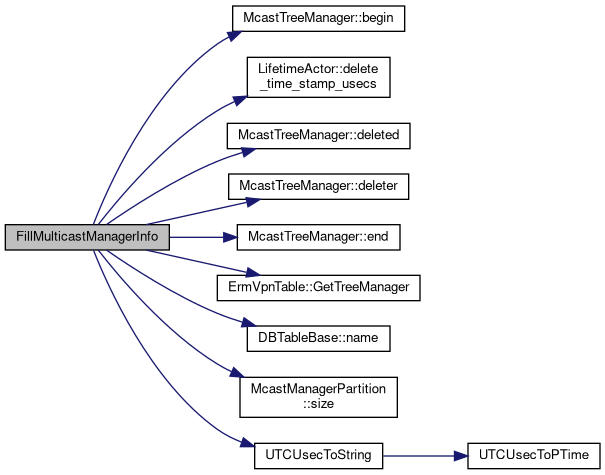 McastTreeManager::begin
LifetimeActor::delete
_time_stamp_usecs
McastTreeManager::deleted
McastTreeManager::deleter
FillMulticastManagerInfo
McastTreeManager::end
ErmVpnTable::GetTreeManager
DBTableBase::name
McastManagerPartition
::size
UTCUsecToString
UTCUsecToPTime